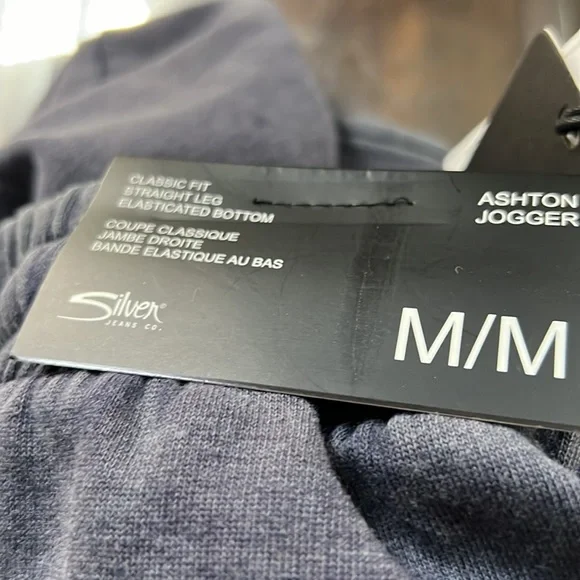 CLASSIC FIT
STRAIGHT LEG
ELASTICATED BOTTOM
COUPE CLASSIQUE
JAMBE DROITE
BANDE ELASTIQUE AU BAS
Silver®
JEANS CO.
ASHTON
JOGGER
M/M